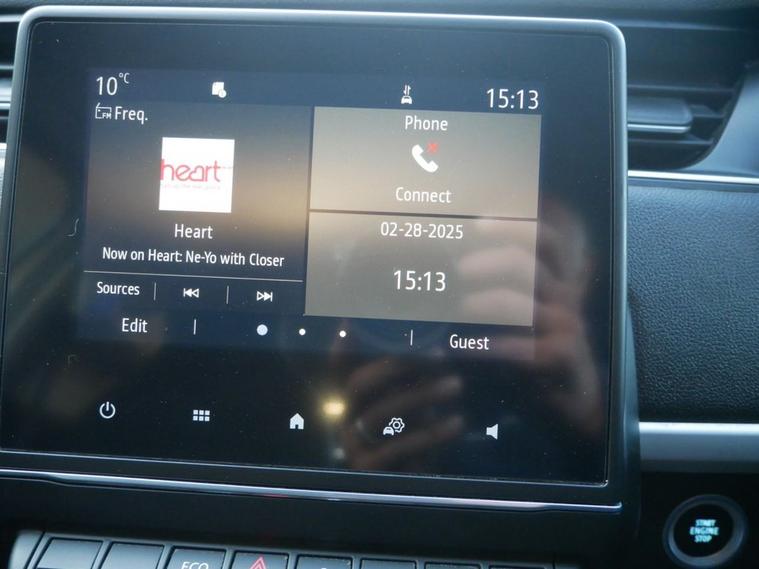 10°C
15:13
FM Freq.
heart
Heart
Now on Heart: Ne-Yo with Closer
Sources
Edit
Phone
Connect
02-28-2025
15:13
Guest
START
ENGINE
STOP
ECO